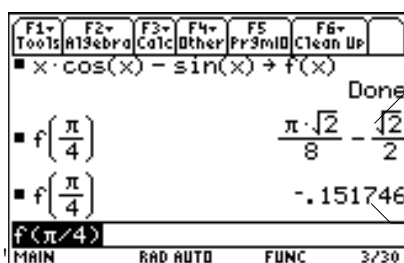 F1▾ F2▾ F3▾ F4▾ F5 F6▾
Tools Algebra Calc Other PrgmIO Clean Up
▪ x·cos(x) − sin(x) → f(x)
Done
▪ f(π/4) π·√2/8 − √2/2
▪ f(π/4) -.151746
f(π/4)
MAIN RAD AUTO FUNC 3/30